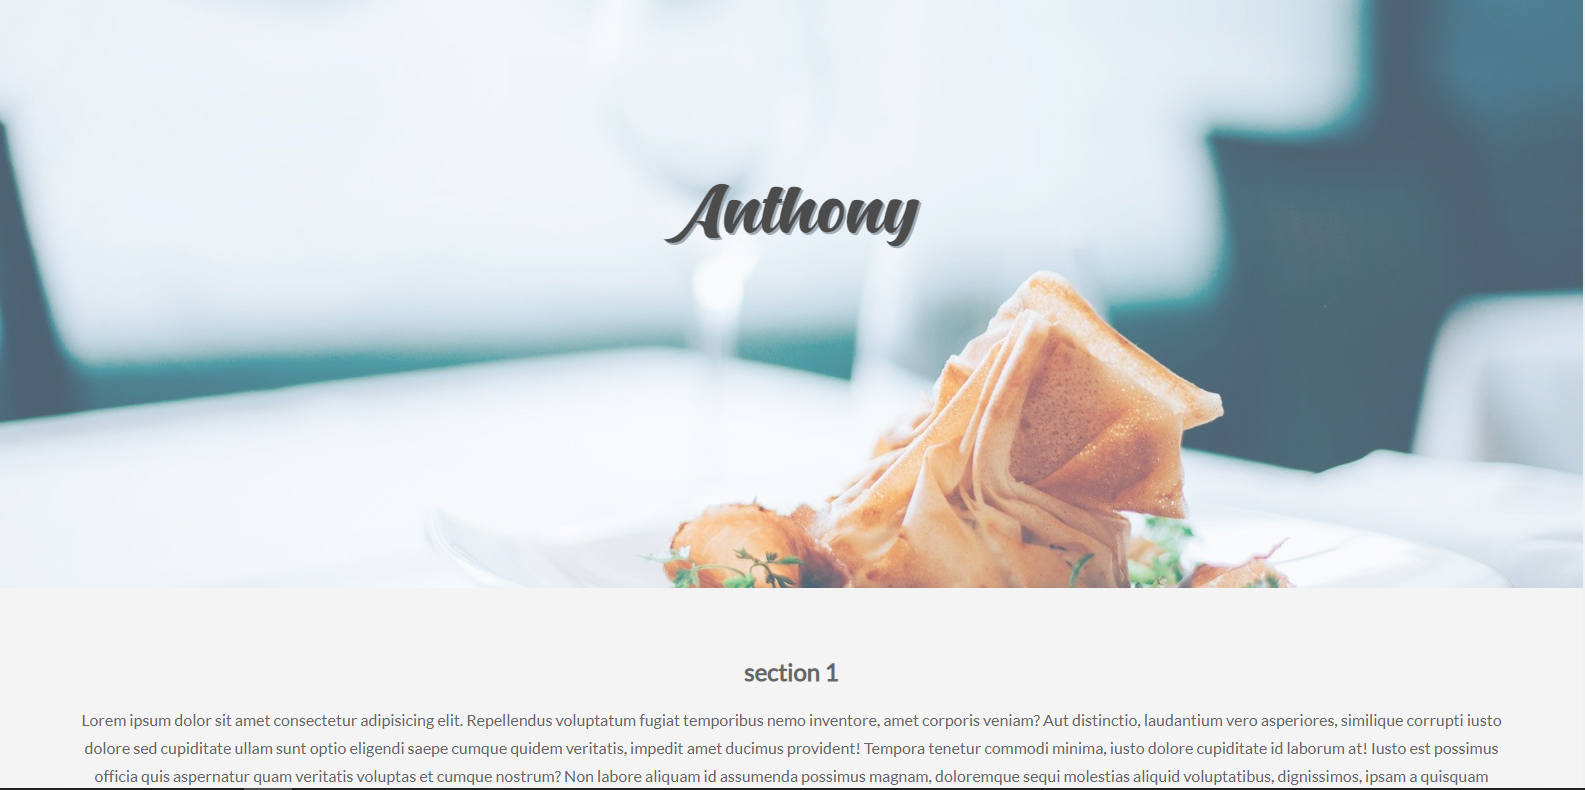 Anthony
section 1
Lorem ipsum dolor sit amet consectetur adipisicing elit. Repellendus voluptatum fugiat temporibus nemo inventore, amet corporis veniam? Aut distinctio, laudantium vero asperiores, similique corrupti iusto
dolore sed cupiditate ullam sunt optio eligendi saepe cumque quidem veritatis, impedit amet ducimus provident! Tempora tenetur commodi minima, iusto dolore cupiditate id laborum at! Iusto est possimus
officia quis aspernatur quam veritatis voluptas et cumque nostrum? Non labore aliquam id assumenda possimus magnam, doloremque sequi molestias aliquid voluptatibus, dignissimos, ipsam a quisquam